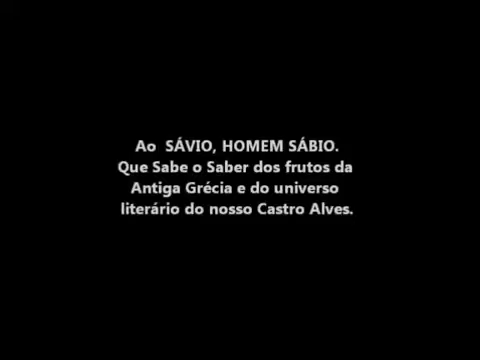 Ao  SÁVIO, HOMEM SÁBIO.
Que Sabe o Saber dos frutos da
Antiga Grécia e do universo
literário do nosso Castro Alves.